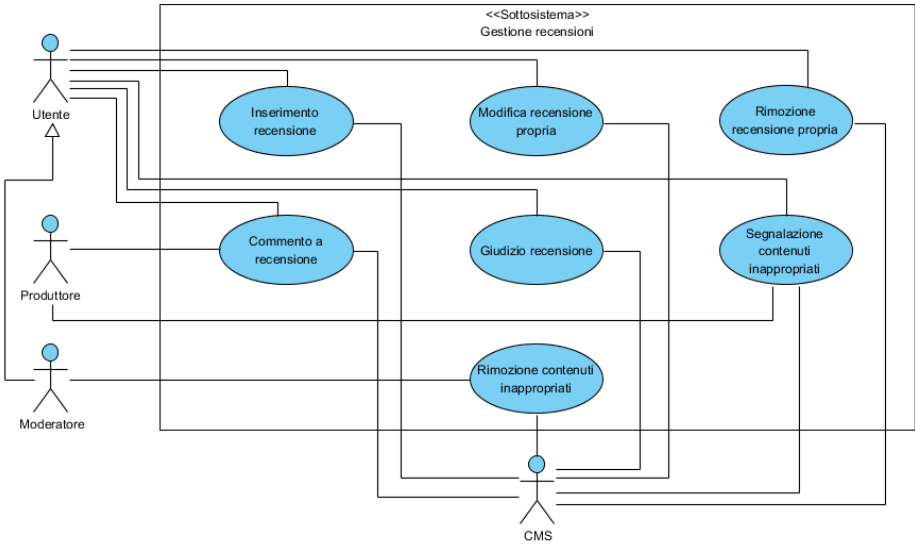 <<Sottosistema>>
Gestione recensioni
Utente
Inserimento
recensione
Modifica recensione
propria
Rimozione
recensione propria
Commento a
recensione
Giudizio recensione
Segnalazione
contenuti
inappropriati
Produttore
Rimozione contenuti
inappropriati
Moderatore
CMS